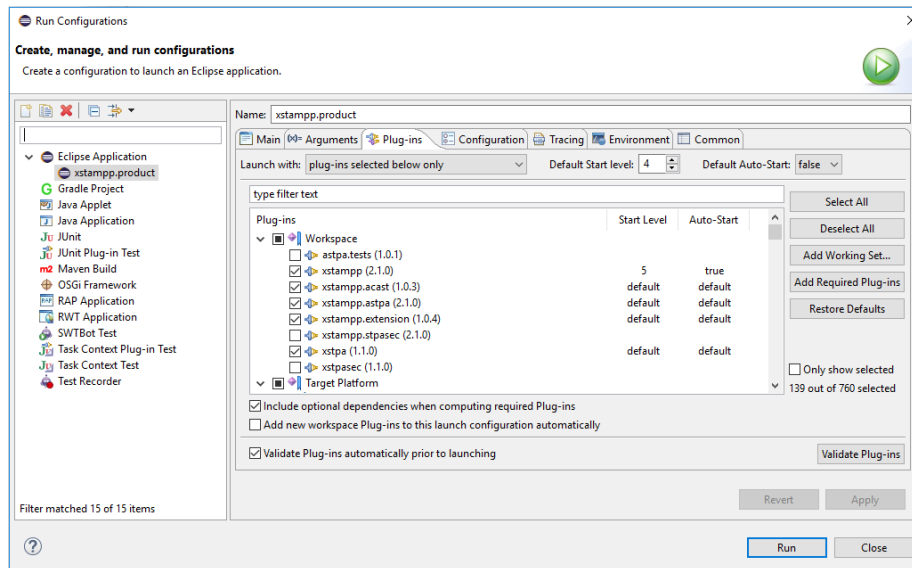 Run Configurations
Create, manage, and run configurations
Create a configuration to launch an Eclipse application.
Name: xstampp.product
Main (x)= Arguments Plug-ins Configuration Tracing Environment Common
Launch with: plug-ins selected below only Default Start level: 4 Default Auto-Start: false
type filter text
Plug-ins Start Level Auto-Start
Workspace
astpa.tests (1.0.1)
xstampp (2.1.0) 5 true
xstampp.acast (1.0.3) default default
xstampp.astpa (2.1.0) default default
xstampp.extension (1.0.4) default default
xstampp.stpasec (2.1.0)
xstpa (1.1.0) default default
xstpasec (1.1.0)
Target Platform
Select All
Deselect All
Add Working Set...
Add Required Plug-ins
Restore Defaults
Only show selected
139 out of 760 selected
Include optional dependencies when computing required Plug-ins
Add new workspace Plug-ins to this launch configuration automatically
Validate Plug-ins automatically prior to launching
Validate Plug-ins
Eclipse Application
xstampp.product
Gradle Project
Java Applet
Java Application
JUnit
JUnit Plug-in Test
Maven Build
OSGi Framework
RAP Application
RWT Application
SWTBot Test
Task Context Plug-in Test
Task Context Test
Test Recorder
Filter matched 15 of 15 items
Revert Apply
Run Close